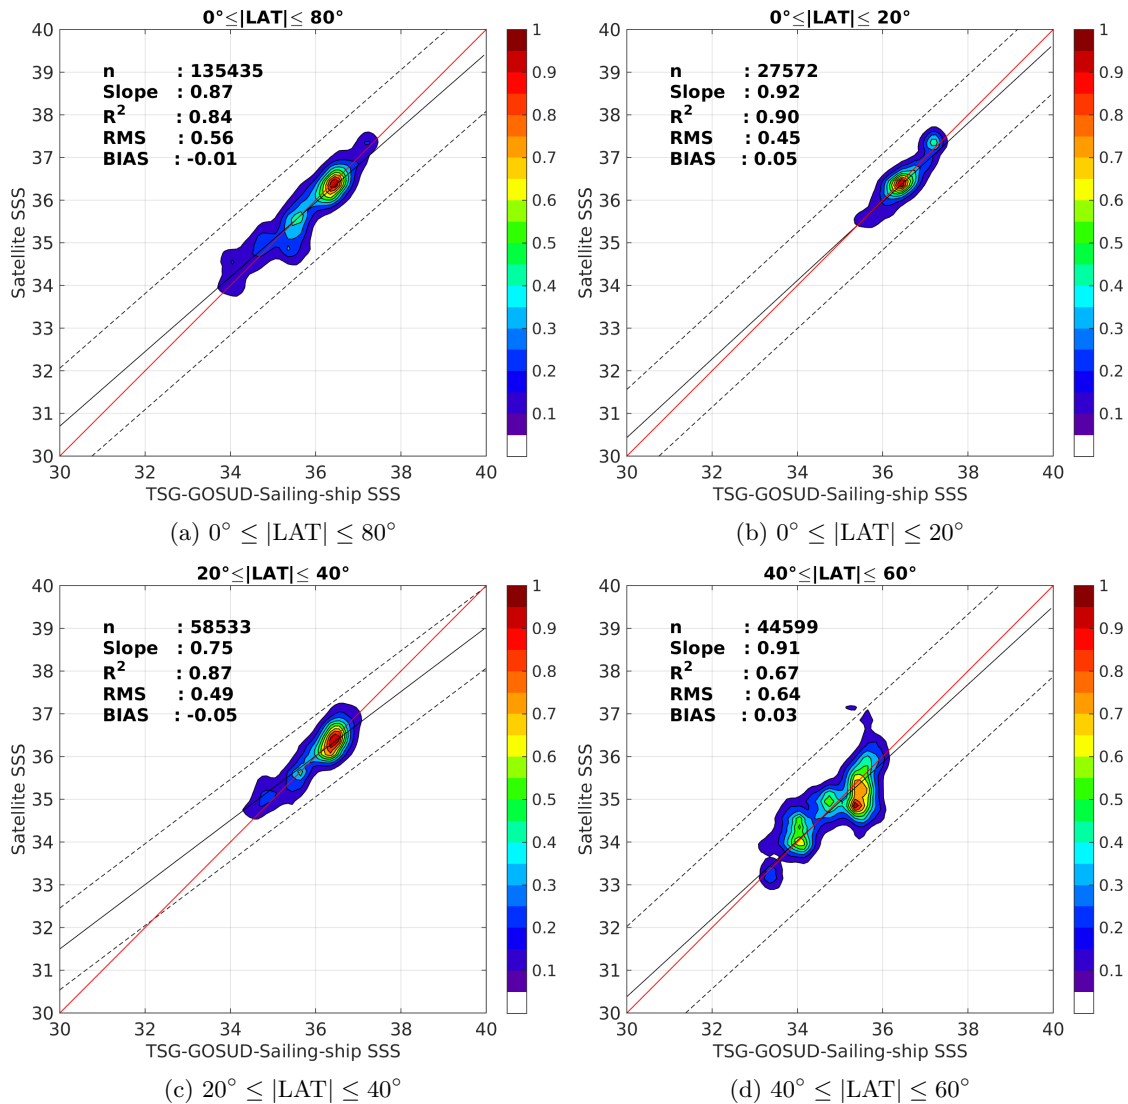 0°≤|LAT|≤ 80°
n : 135435
Slope : 0.87
R2 : 0.84
RMS : 0.56
BIAS : -0.01
Satellite SSS
40
39
38
37
36
35
34
33
32
31
30
30 32 34 36 38 40
TSG-GOSUD-Sailing-ship SSS
1
0.9
0.8
0.7
0.6
0.5
0.4
0.3
0.2
0.1
(a) 0° ≤ |LAT| ≤ 80°
0°≤|LAT|≤ 20°
n : 27572
Slope : 0.92
R2 : 0.90
RMS : 0.45
BIAS : 0.05
Satellite SSS
40
39
38
37
36
35
34
33
32
31
30
30 32 34 36 38 40
TSG-GOSUD-Sailing-ship SSS
1
0.9
0.8
0.7
0.6
0.5
0.4
0.3
0.2
0.1
(b) 0° ≤ |LAT| ≤ 20°
20°≤|LAT|≤ 40°
n : 58533
Slope : 0.75
R2 : 0.87
RMS : 0.49
BIAS : -0.05
Satellite SSS
40
39
38
37
36
35
34
33
32
31
30
30 32 34 36 38 40
TSG-GOSUD-Sailing-ship SSS
1
0.9
0.8
0.7
0.6
0.5
0.4
0.3
0.2
0.1
(c) 20° ≤ |LAT| ≤ 40°
40°≤|LAT|≤ 60°
n : 44599
Slope : 0.91
R2 : 0.67
RMS : 0.64
BIAS : 0.03
Satellite SSS
40
39
38
37
36
35
34
33
32
31
30
30 32 34 36 38 40
TSG-GOSUD-Sailing-ship SSS
1
0.9
0.8
0.7
0.6
0.5
0.4
0.3
0.2
0.1
(d) 40° ≤ |LAT| ≤ 60°